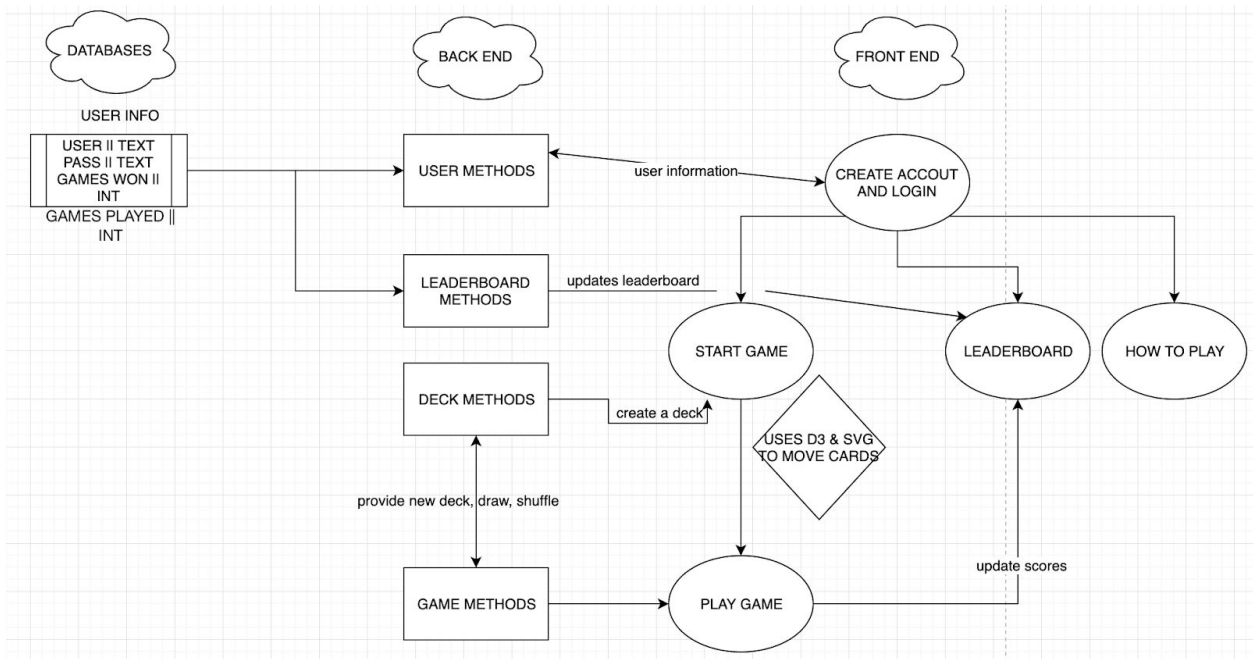 DATABASES
BACK END
FRONT END
USER INFO
USER || TEXT
PASS || TEXT
GAMES WON ||
INT
GAMES PLAYED ||
INT
USER METHODS
user information
CREATE ACCOUT
AND LOGIN
LEADERBOARD
METHODS
updates leaderboard
START GAME
LEADERBOARD
HOW TO PLAY
DECK METHODS
create a deck
USES D3 & SVG
TO MOVE CARDS
provide new deck, draw, shuffle
GAME METHODS
PLAY GAME
update scores